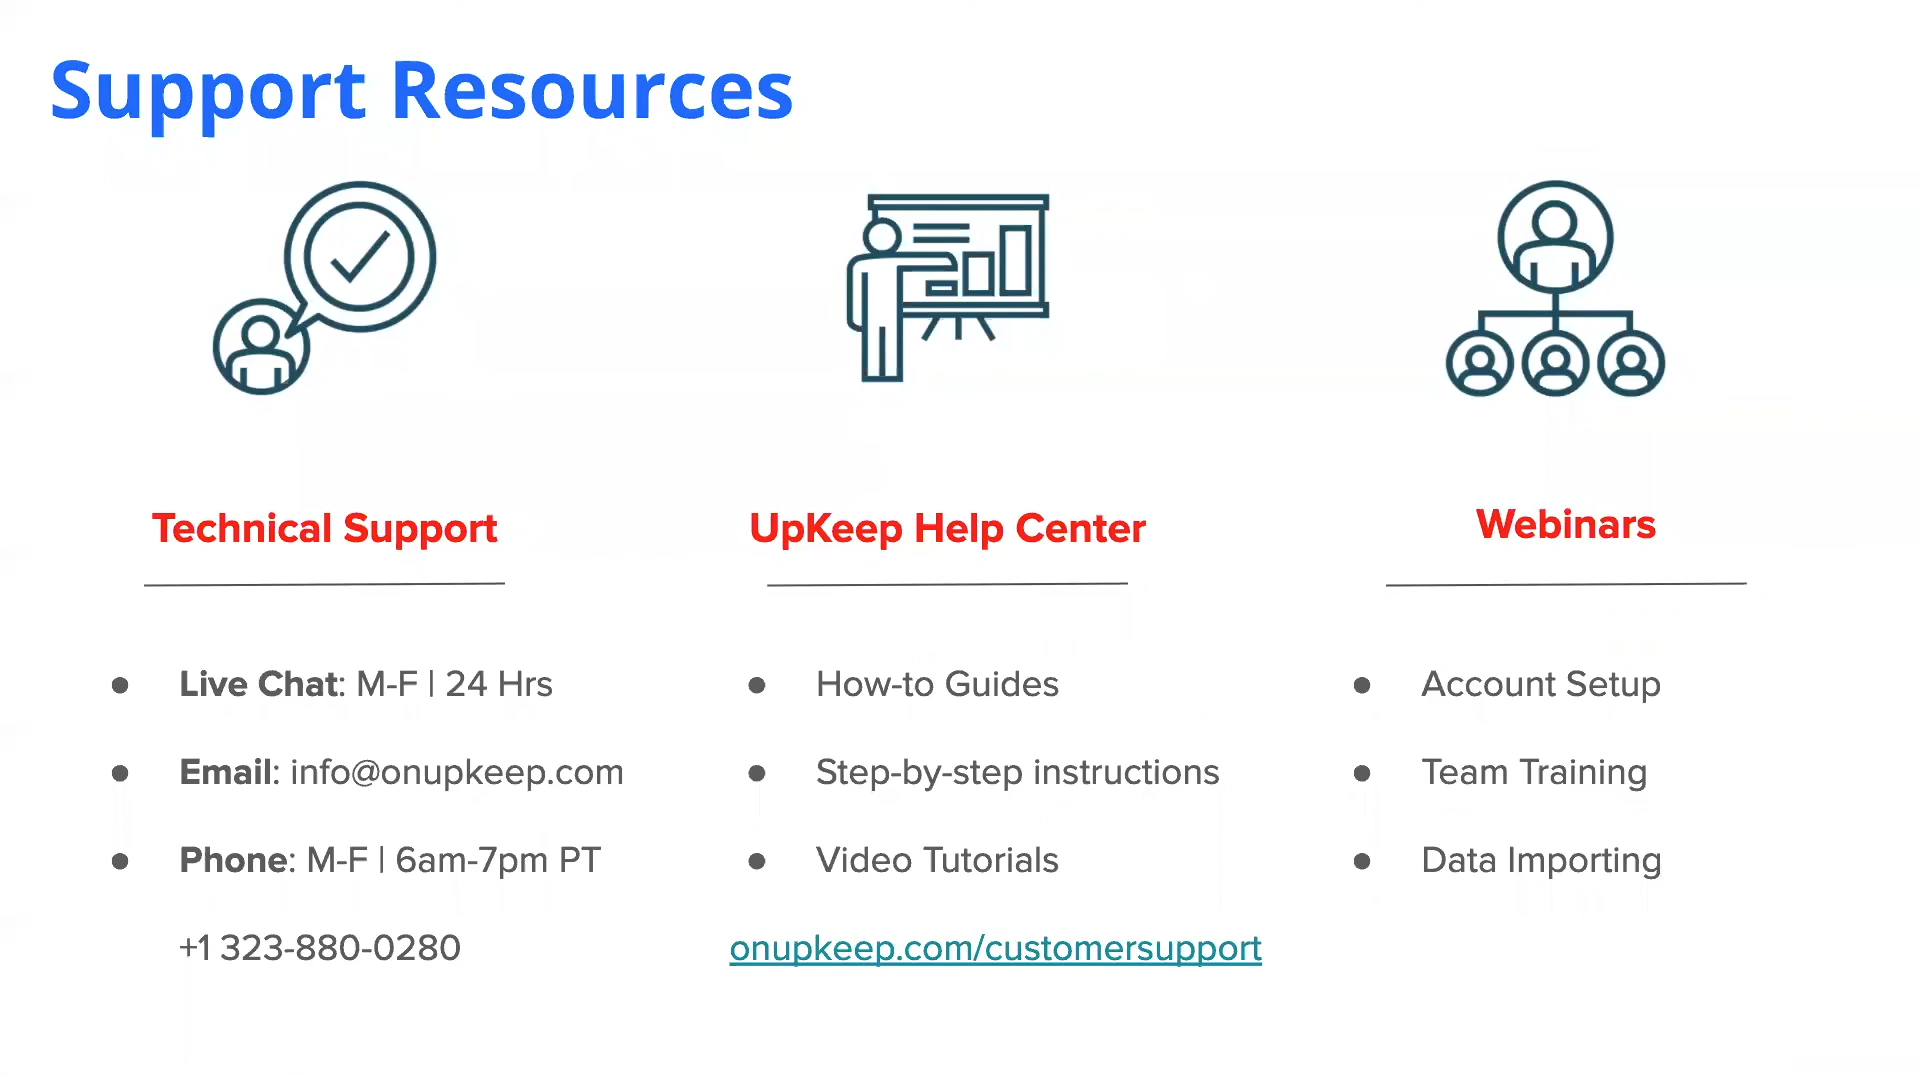 Support Resources
Technical Support
Live Chat: M-F | 24 Hrs
Email: info@onupkeep.com
Phone: M-F | 6am-7pm PT
+1 323-880-0280
UpKeep Help Center
How-to Guides
Step-by-step instructions
Video Tutorials
onupkeep.com/customersupport
Webinars
Account Setup
Team Training
Data Importing